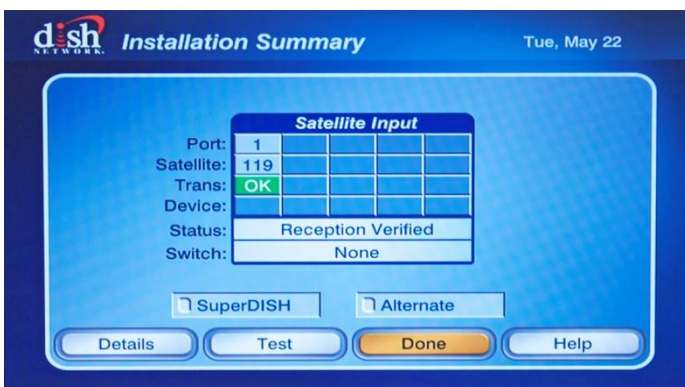 dish
NETWORK.
Installation Summary
Tue, May 22
Satellite Input
Port: 1
Satellite: 119
Trans: OK
Device:
Status: Reception Verified
Switch: None
SuperDISH
Alternate
Details
Test
Done
Help